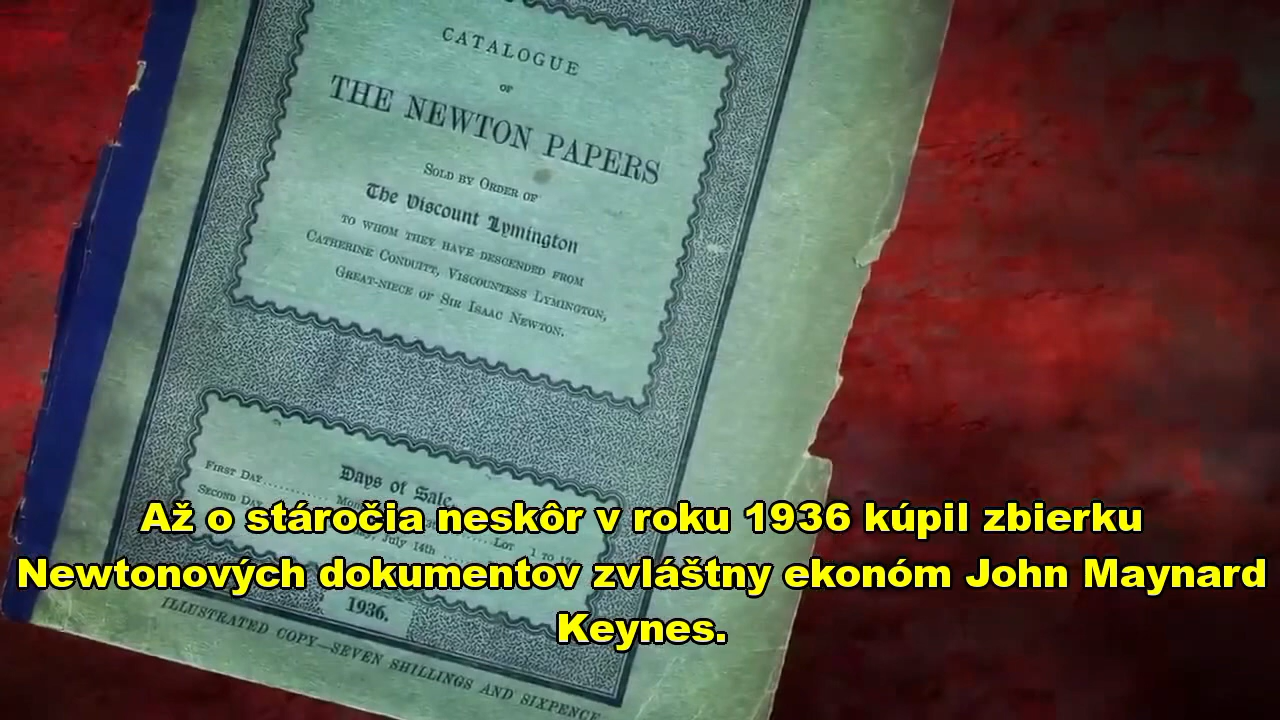 CATALOGUE
OF
THE NEWTON PAPERS
SOLD BY ORDER OF
The Viscount Lymington
TO WHOM THEY HAVE DESCENDED FROM
CATHERINE CONDUITT, VISCOUNTESS LYMINGTON,
GREAT-NIECE OF SIR ISAAC NEWTON.
Days of Sale
FIRST DAY............ Lot 1 to
SECOND DAY July 14th
Až o stáročia neskôr v roku 1936 kúpil zbierku
Newtonových dokumentov zvláštny ekonóm John Maynard
Keynes.
1936.
ILLUSTRATED COPY—SEVEN SHILLINGS AND SIXPENCE